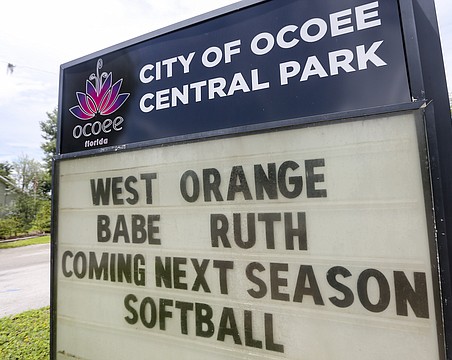 CITY OF OCOEE
CENTRAL PARK
ocoee
florida
WEST ORANGE
BABE RUTH
COMING NEXT SEASON
SOFTBALL